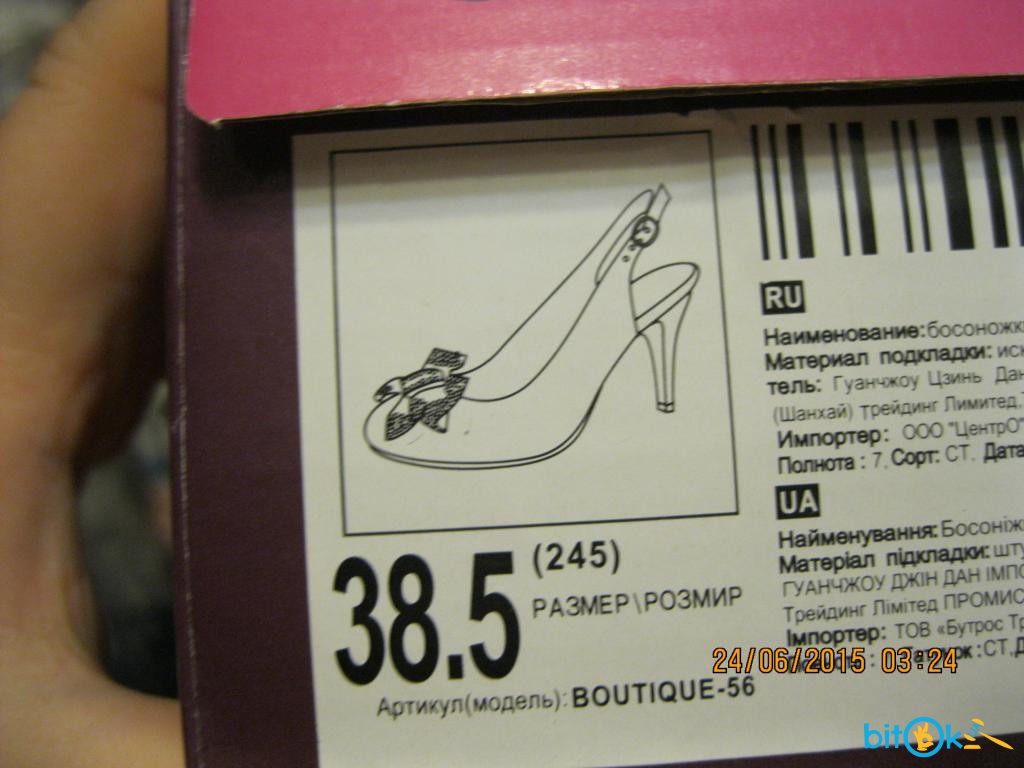 RU
Наименование: босоножки
Материал подкладки: иск
тель: Гуанчжоу Цзинь Дан
(Шанхай) Трейдинг Лимитед.
Импортер: ООО "ЦентрО"
Полнота : 7. Сорт: СТ. Дата
UA
Найменування: Босоніж
Матеріал підкладки: шту
ГУАНЧЖОУ ДЖІН ДАН ІМПО
Трейдинг Лімітед ПРОМИС
Імпортер: ТОВ «Бутрос Тр
:СТ.Д
38.5 (245)
РАЗМЕР\РОЗМИР
Артикул(модель): BOUTIQUE-56
24/06/2015 03:24
bitOk